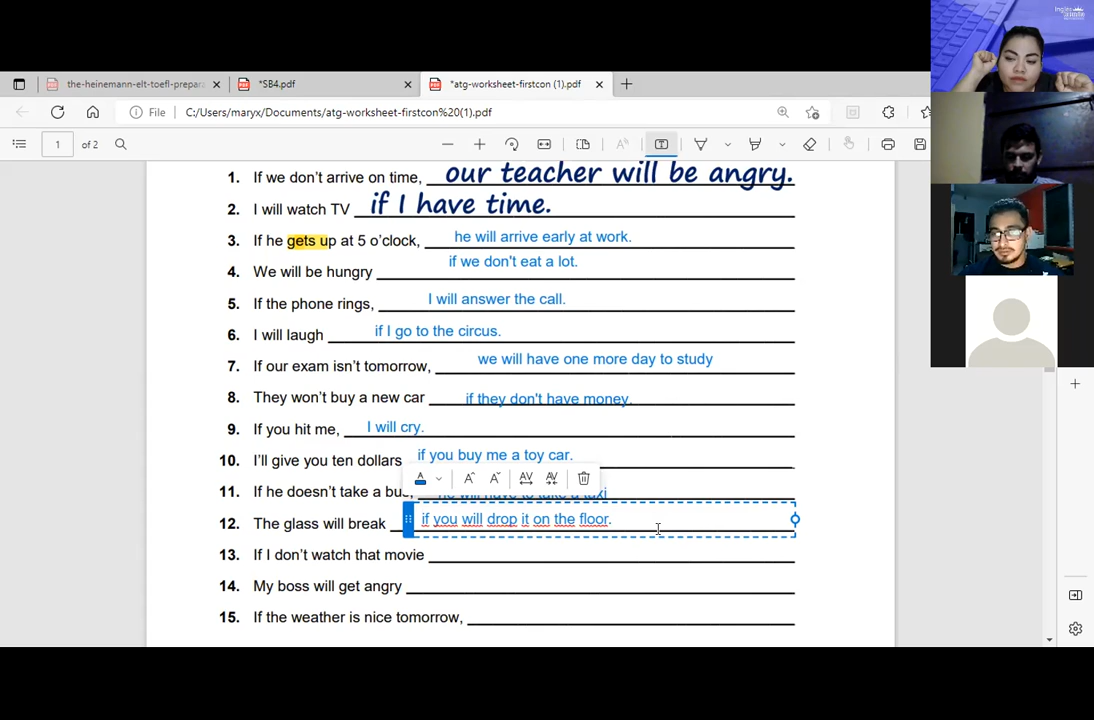 the-heinemann-elt-toefl-prepara
*SB4.pdf
*atg-worksheet-firstcon (1).pdf
File
C:/Users/maryx/Documents/atg-worksheet-firstcon%20(1).pdf
1 of 2
1. If we don't arrive on time, our teacher will be angry.
2. I will watch TV if I have time.
3. If he gets up at 5 o'clock, he will arrive early at work.
4. We will be hungry if we don't eat a lot.
5. If the phone rings, I will answer the call.
6. I will laugh if I go to the circus.
7. If our exam isn't tomorrow, we will have one more day to study
8. They won't buy a new car if they don't have money.
9. If you hit me, I will cry.
10. I'll give you ten dollars if you buy me a toy car.
11. If he doesn't take a bus, he will have to take a taxi
12. The glass will break if you will drop it on the floor.
13. If I don't watch that movie
14. My boss will get angry
15. If the weather is nice tomorrow,